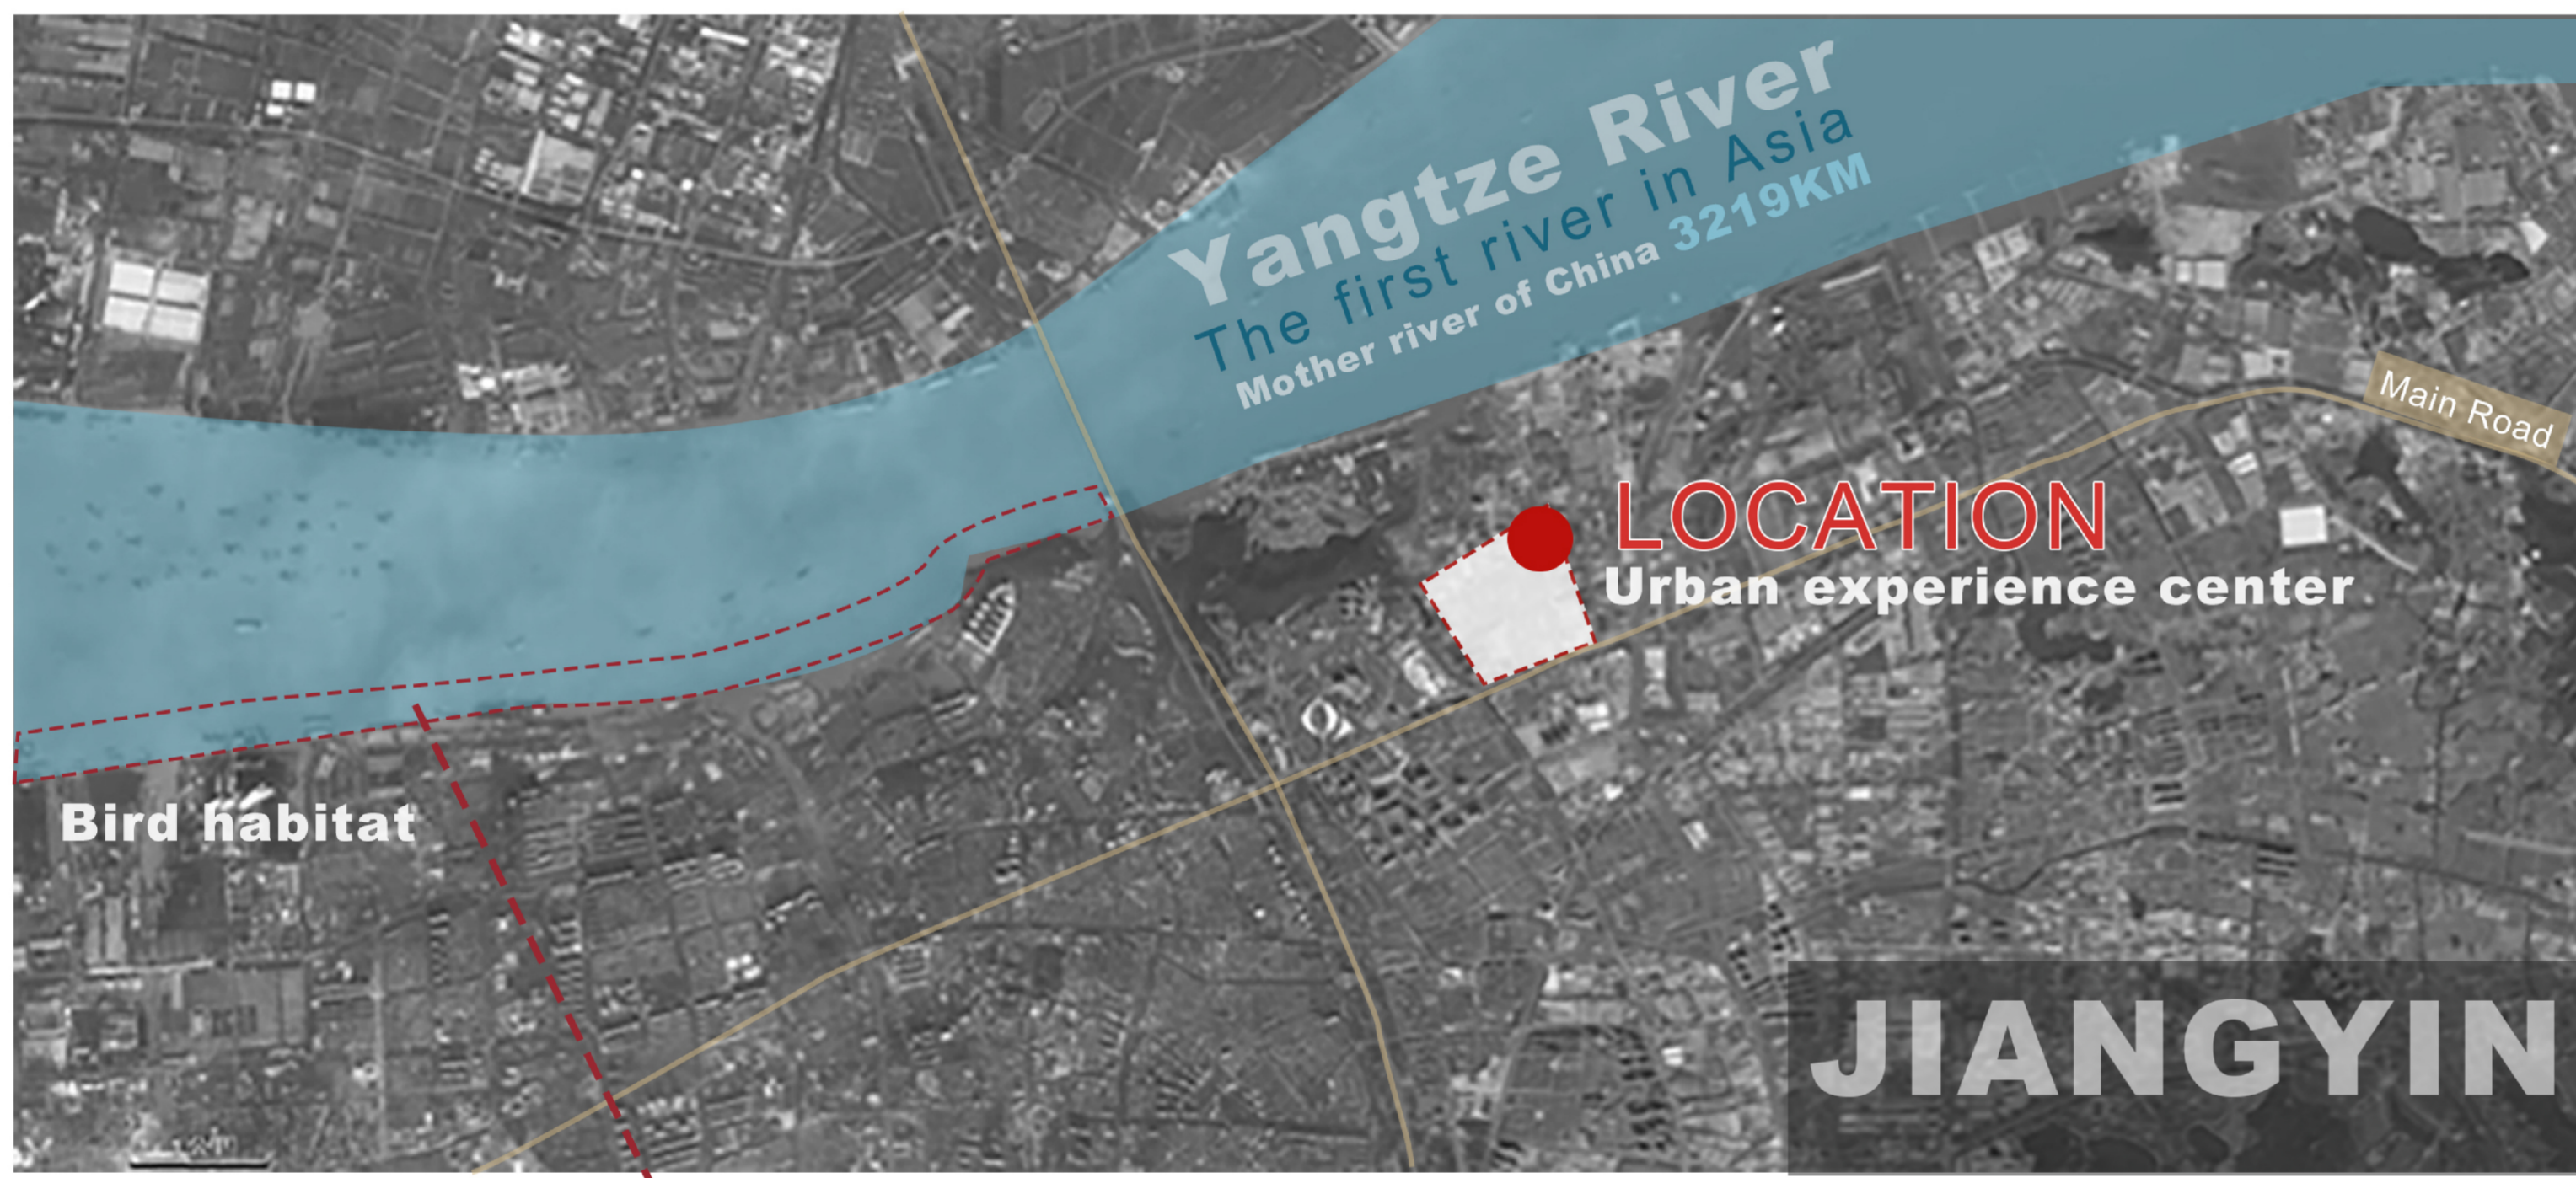 Yangtze River
The first river in Asia
Mother river of China 3219KM
Main Road
LOCATION
Urban experience center
Bird habitat
JIANGYIN